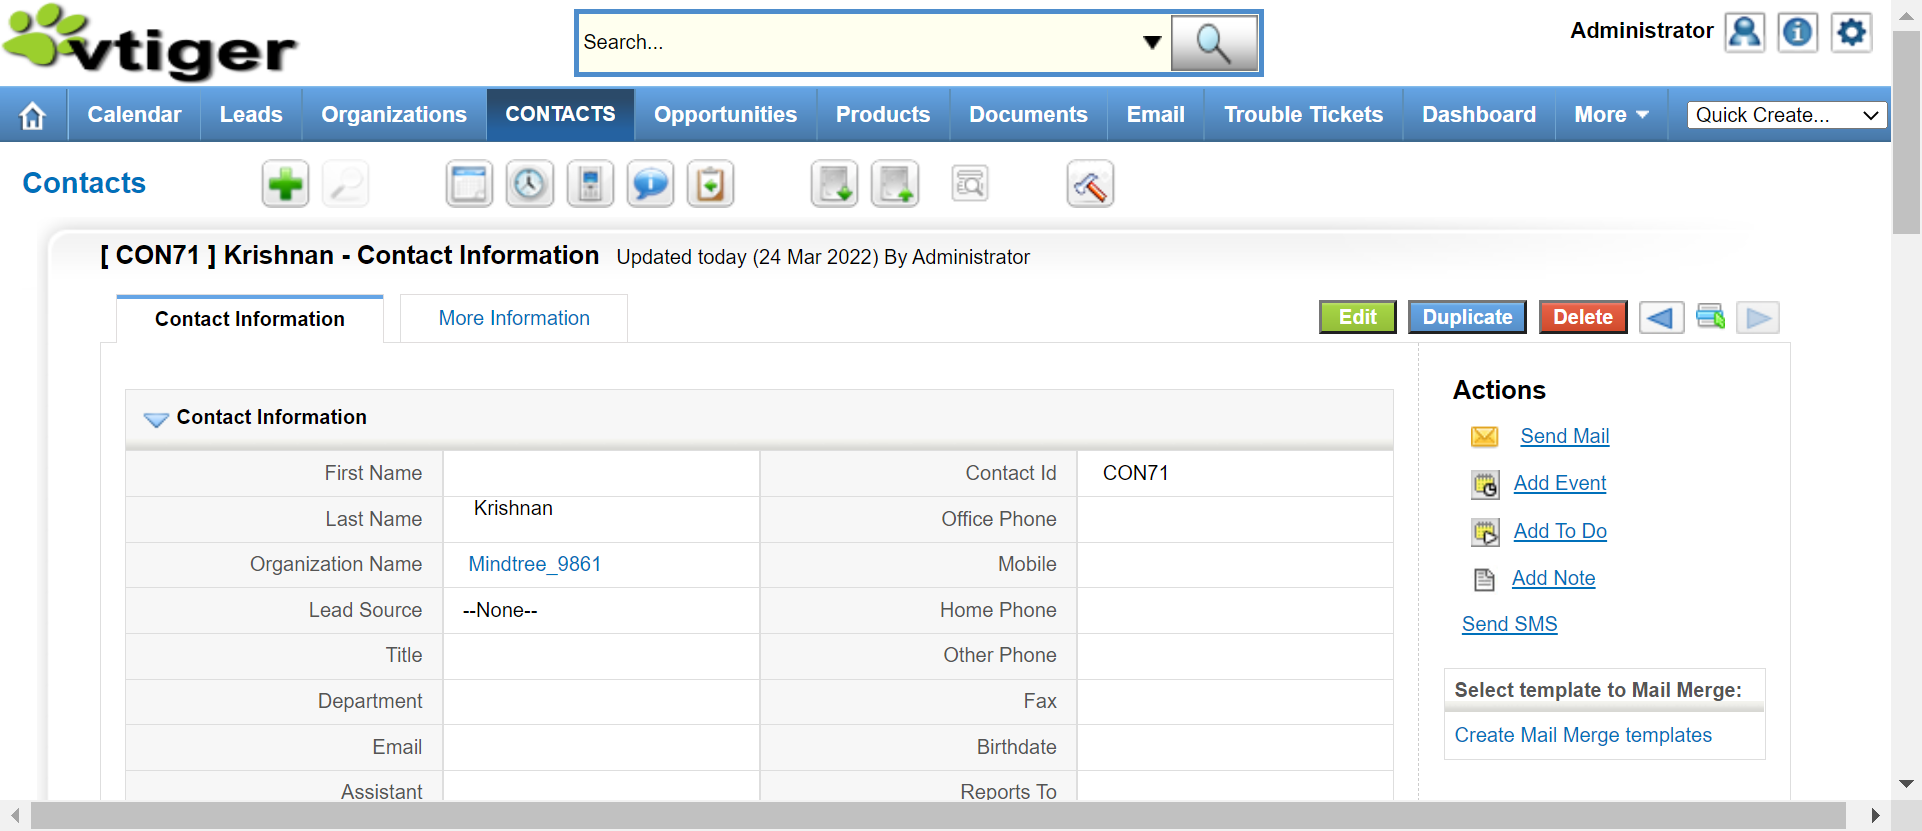 vtiger
Search...
Administrator
Calendar Leads Organizations CONTACTS Opportunities Products Documents Email Trouble Tickets Dashboard More Quick Create...
Contacts
[ CON71 ] Krishnan - Contact Information Updated today (24 Mar 2022) By Administrator
Contact Information More Information Edit Duplicate Delete
Contact Information
First Name Contact Id CON71
Last Name Krishnan Office Phone
Organization Name Mindtree_9861 Mobile
Lead Source --None-- Home Phone
Title Other Phone
Department Fax
Email Birthdate
Assistant Reports To
Actions
Send Mail
Add Event
Add To Do
Add Note
Send SMS
Select template to Mail Merge:
Create Mail Merge templates